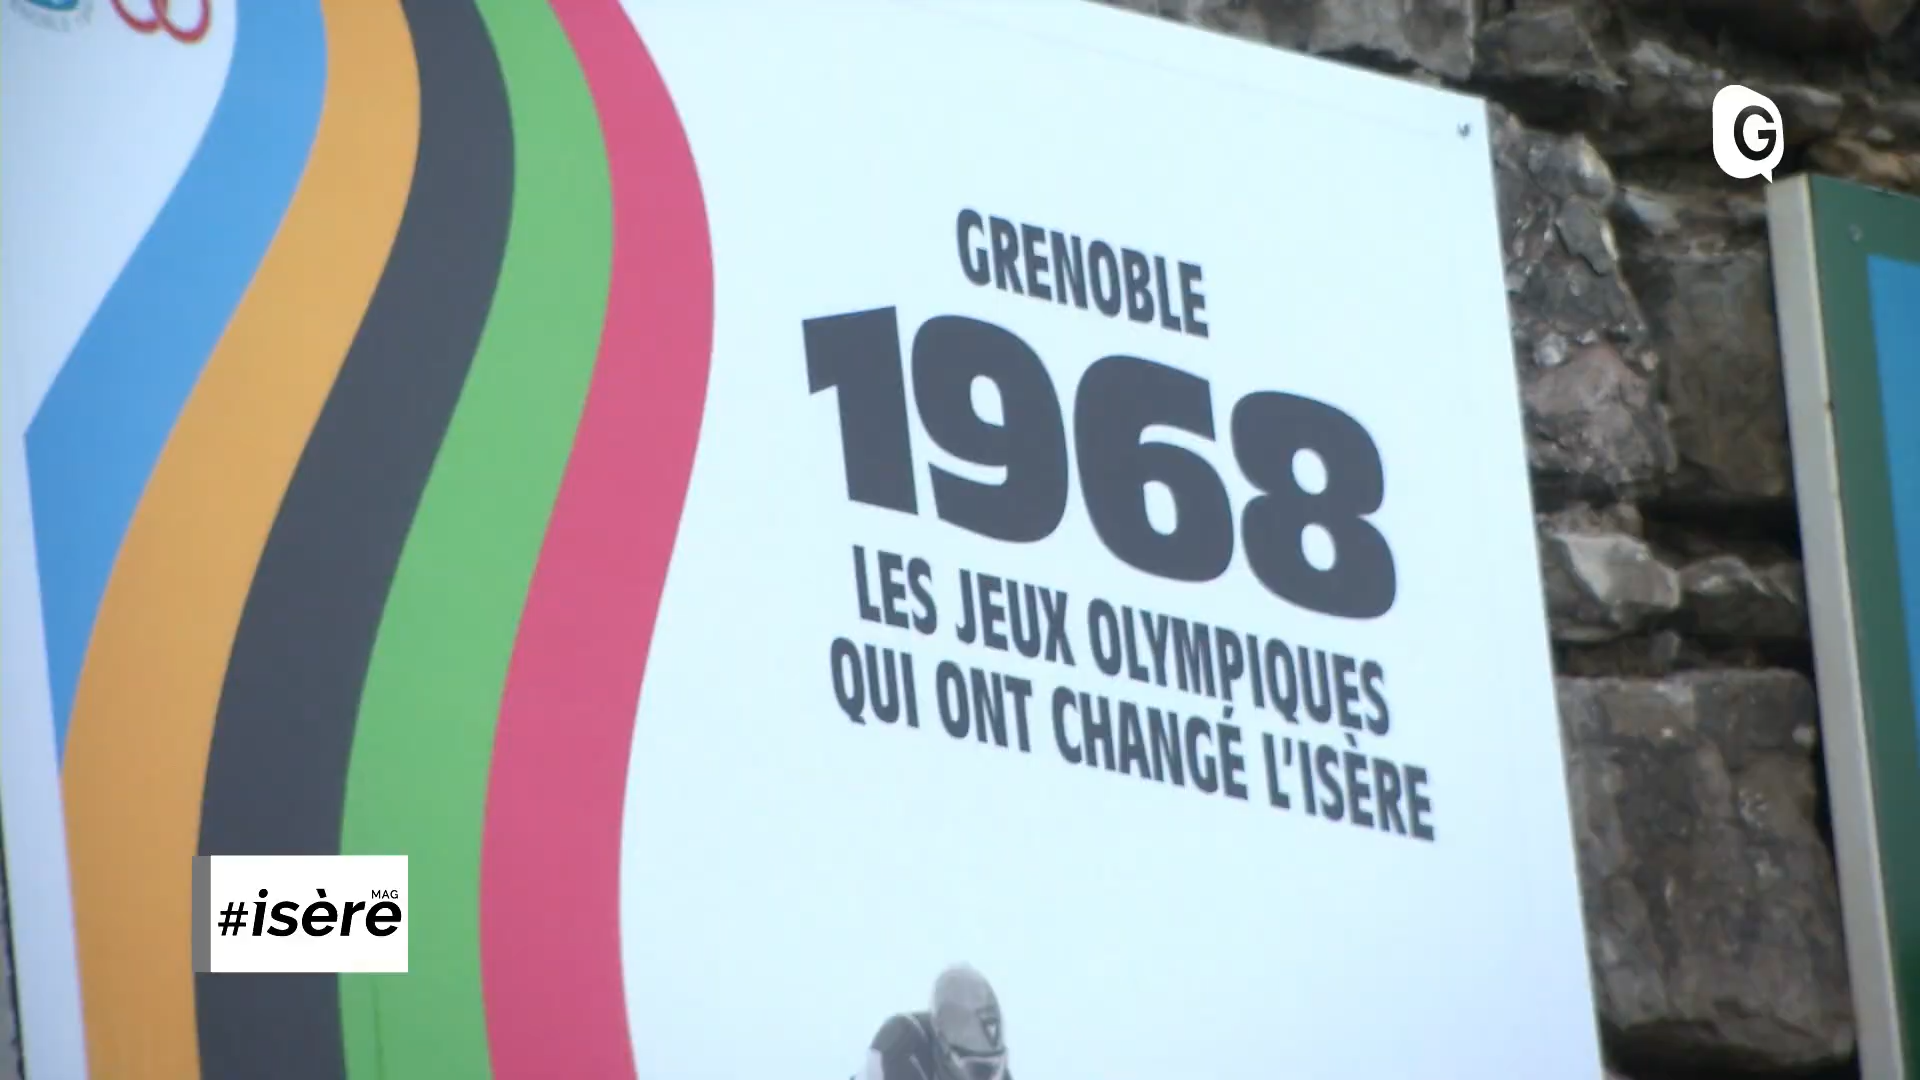 G
GRENOBLE
1968
LES JEUX OLYMPIQUES
QUI ONT CHANGÉ L'ISÈRE
MAG
#isère